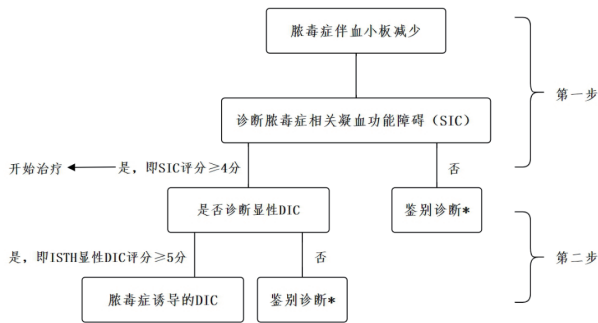 脓毒症伴血小板减少
第一步
诊断脓毒症相关凝血功能障碍（SIC）
开始治疗
是，即SIC评分≥4分
否
是否诊断显性DIC
鉴别诊断*
是，即ISTH显性DIC评分≥5分
否
第二步
脓毒症诱导的DIC
鉴别诊断*